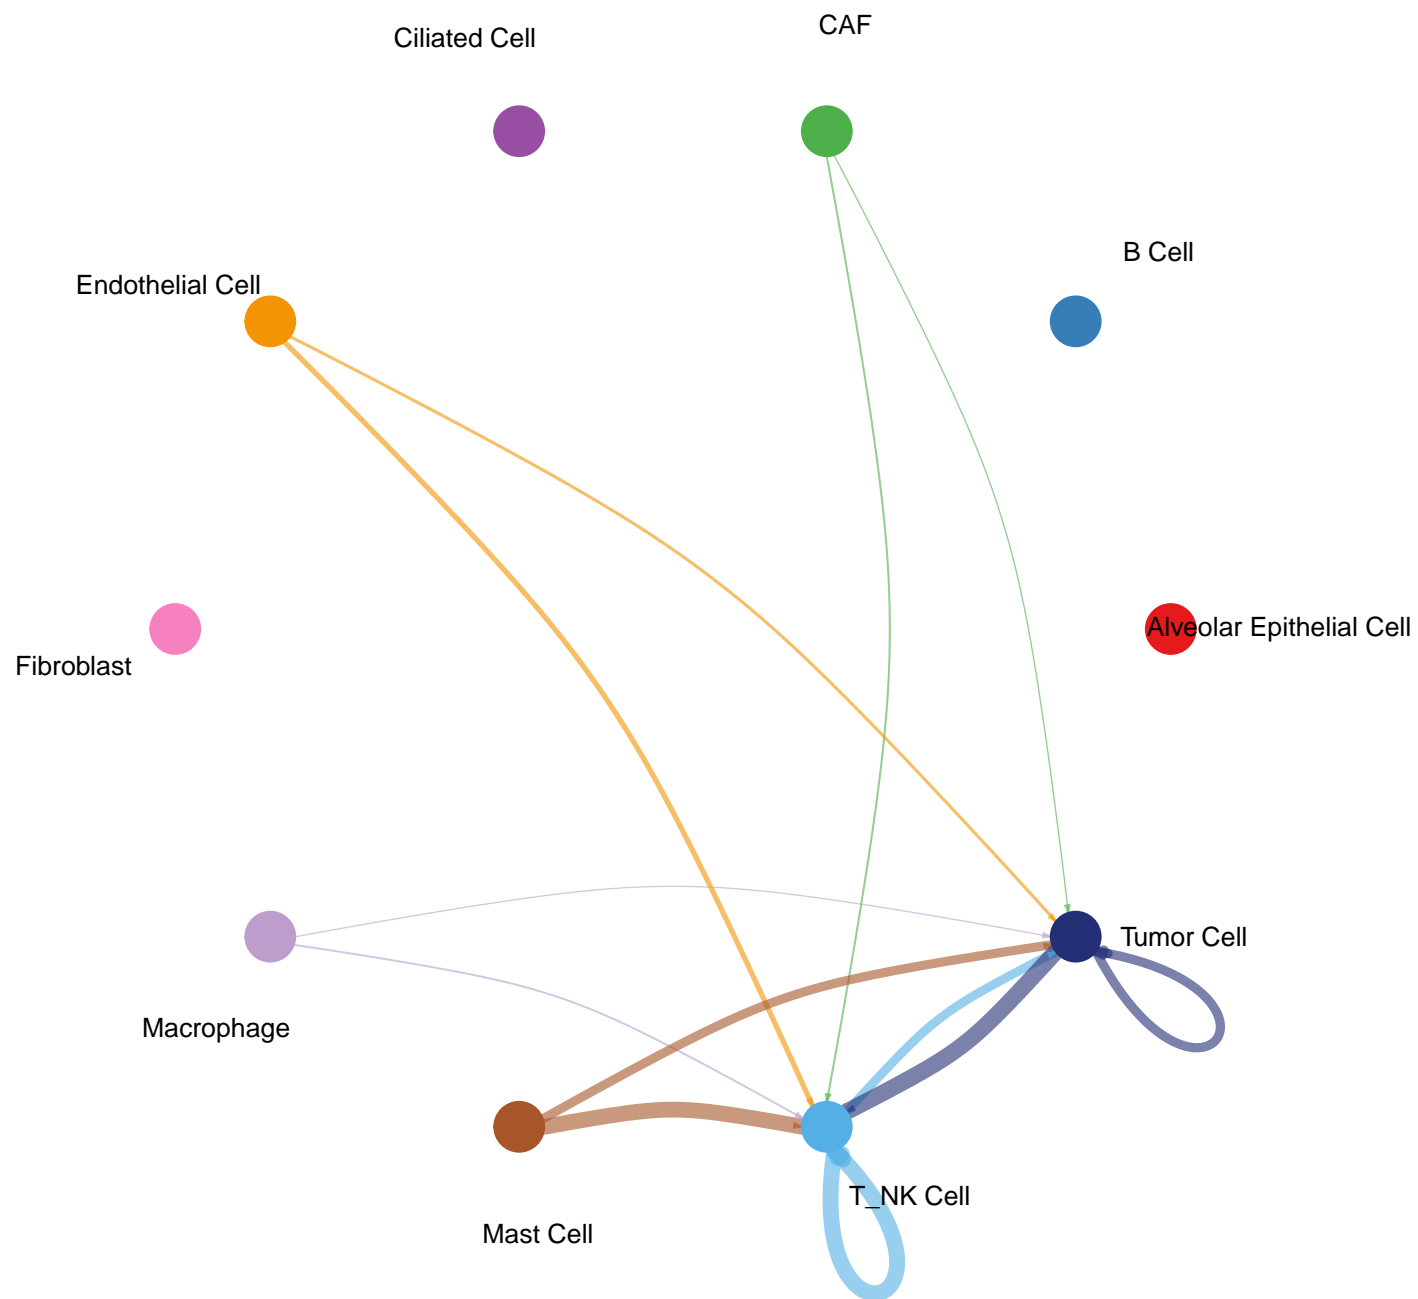 CAF
Ciliated Cell
B Cell
Endothelial Cell
Alveolar Epithelial Cell
Fibroblast
Tumor Cell
Macrophage
T_NK Cell
Mast Cell